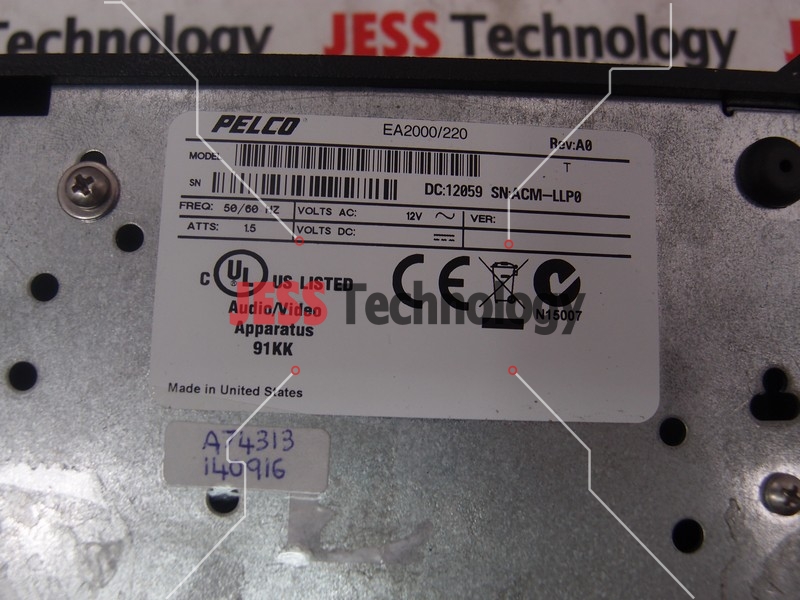 Technology JESS Technology
PELCO EA2000/220 Rev:A0
MODEL T
SN DC:12059 SN:ACM-LLP0
FREQ: 50/60 HZ VOLTS AC: 12V VER:
ATTS: 1.5 VOLTS DC:
C UL US LISTED CE N15007
JESS Technology
Audio/Video
Apparatus
91KK
Made in United States
AT4313
140916